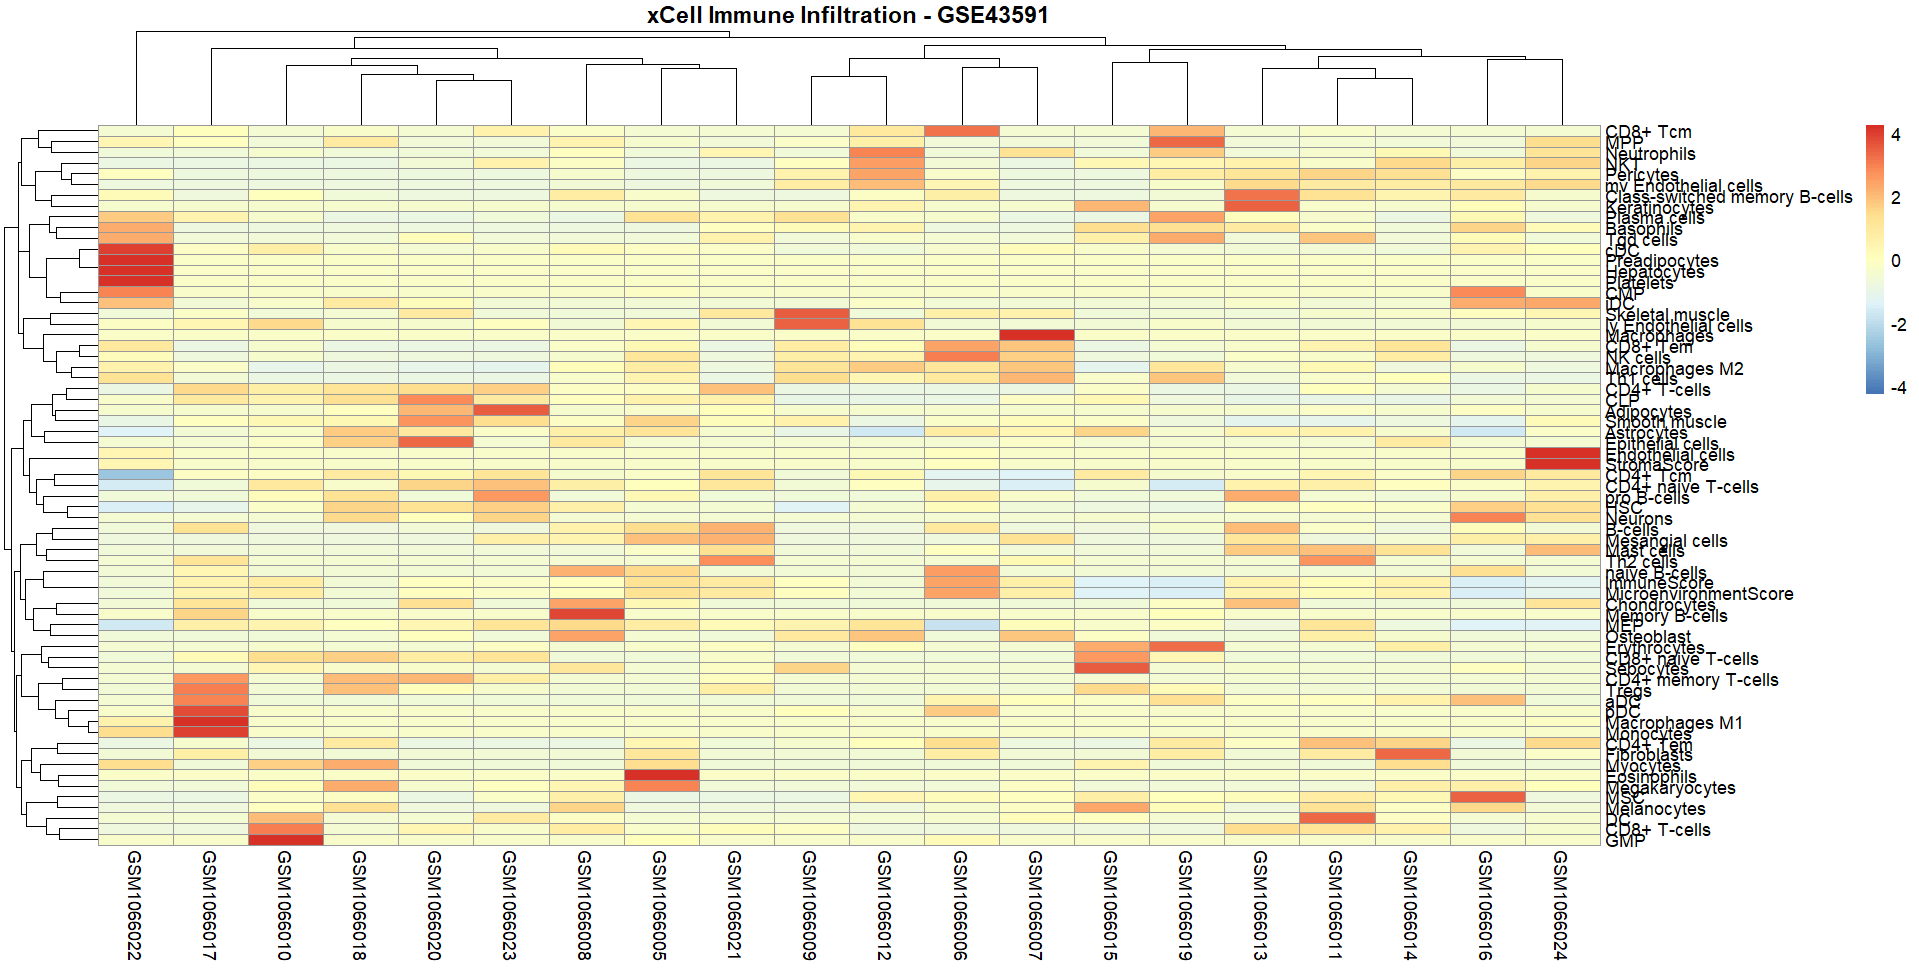 xCell Immune Infiltration - GSE43591
CD8+ Tcm
MPP
Neutrophils
NKT
Pericytes
mv Endothelial cells
Class-switched memory B-cells
Keratinocytes
Plasma cells
Basophils
Tgd cells
cDC
Preadipocytes
Hepatocytes
Platelets
CMP
iDC
Skeletal muscle
ly Endothelial cells
Macrophages
CD8+ Tem
NK cells
Macrophages M2
Th1 cells
CD4+ T-cells
CLP
Adipocytes
Smooth muscle
Astrocytes
Epithelial cells
Endothelial cells
StromaScore
CD4+ Tcm
CD4+ naive T-cells
pro B-cells
HSC
Neurons
B-cells
Mesangial cells
Mast cells
Th2 cells
naive B-cells
ImmuneScore
MicroenvironmentScore
Chondrocytes
Memory B-cells
MEP
Osteoblast
Erythrocytes
CD8+ naive T-cells
Sebocytes
CD4+ memory T-cells
Tregs
aDC
pDC
Macrophages M1
Monocytes
CD4+ Tem
Fibroblasts
Myocytes
Eosinophils
Megakaryocytes
MSC
Melanocytes
DC
CD8+ T-cells
GMP
4
2
0
-2
-4
GSM1066022
GSM1066017
GSM1066010
GSM1066018
GSM1066020
GSM1066023
GSM1066008
GSM1066005
GSM1066021
GSM1066009
GSM1066012
GSM1066006
GSM1066007
GSM1066015
GSM1066019
GSM1066013
GSM1066011
GSM1066014
GSM1066016
GSM1066024